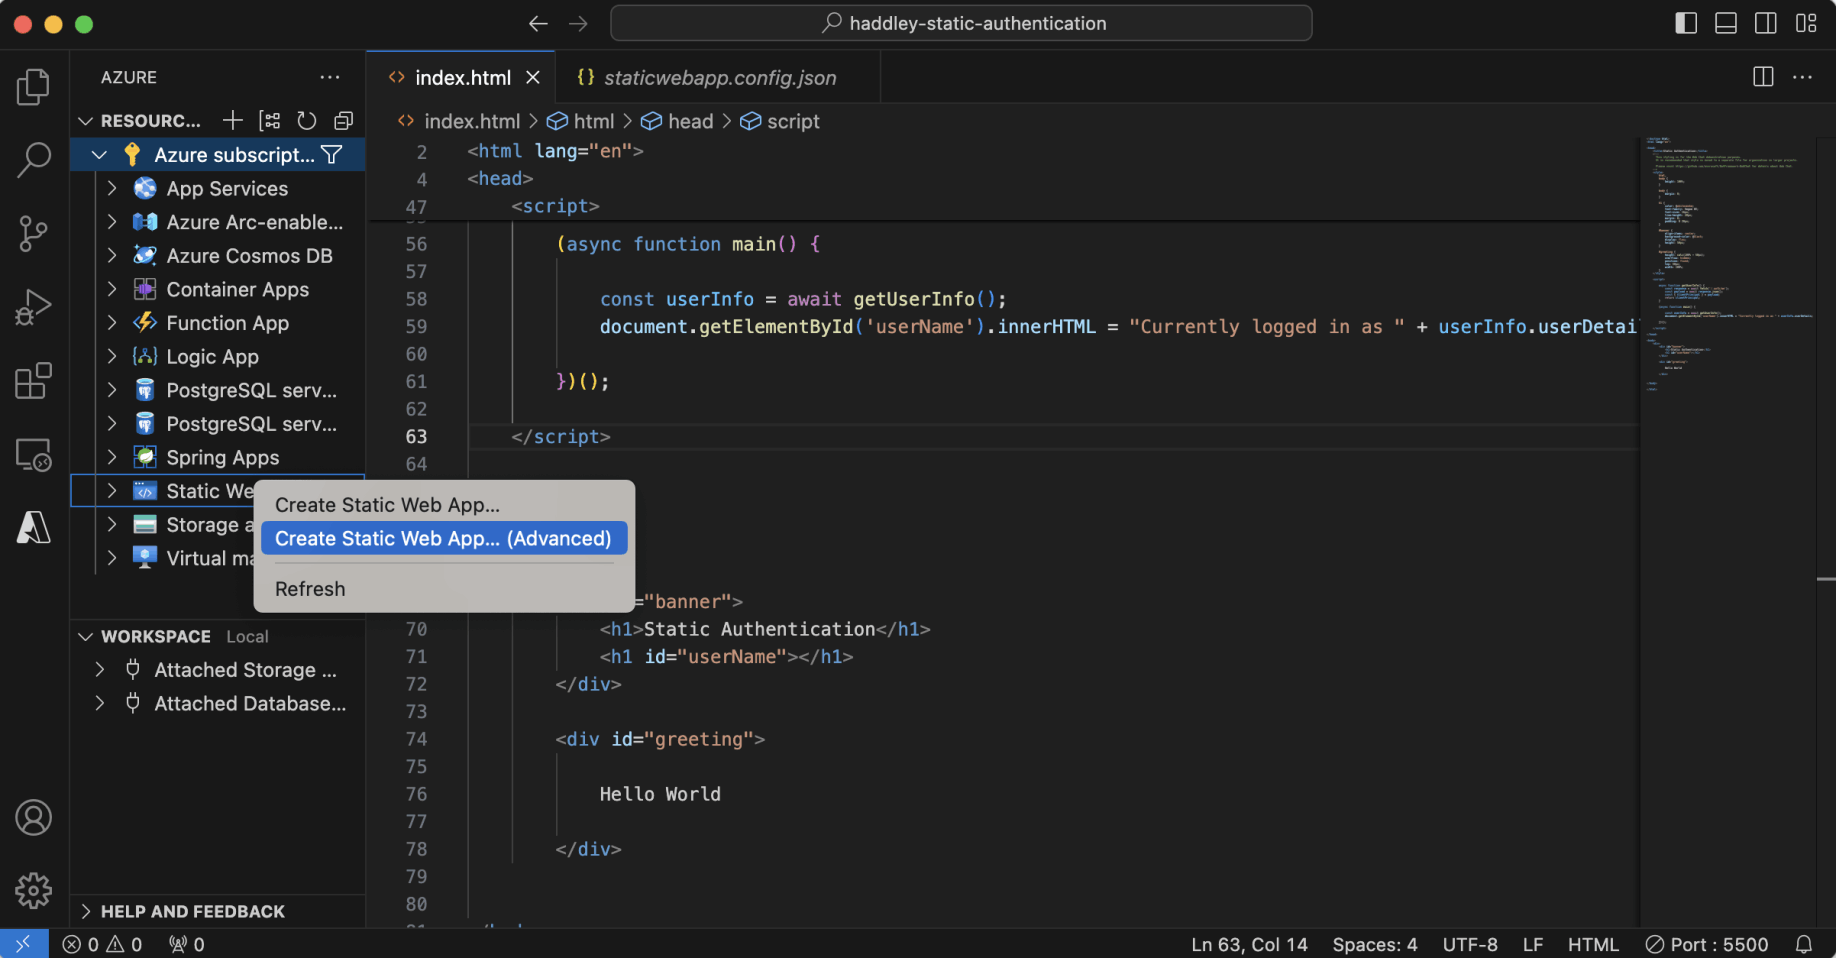 haddley-static-authentication
AZURE
RESOURC...
Azure subscript...
App Services
Azure Arc-enable...
Azure Cosmos DB
Container Apps
Function App
Logic App
PostgreSQL serv...
PostgreSQL serv...
Spring Apps
Static We
Storage a
Virtual ma
Create Static Web App...
Create Static Web App... (Advanced)
Refresh
WORKSPACE Local
Attached Storage ...
Attached Database...
HELP AND FEEDBACK
index.html
{} staticwebapp.config.json
index.html > html > head > script
2 <html lang="en">
4 <head>
47 <script>
56 (async function main() {
57
58 const userInfo = await getUserInfo();
59 document.getElementById('userName').innerHTML = "Currently logged in as " + userInfo.userDetai
60
61 })();
62
63 </script>
64
="banner">
70 <h1>Static Authentication</h1>
71 <h1 id="userName"></h1>
72 </div>
73
74 <div id="greeting">
75
76 Hello World
77
78 </div>
79
80
0 0 0
Ln 63, Col 14 Spaces: 4 UTF-8 LF HTML Port : 5500